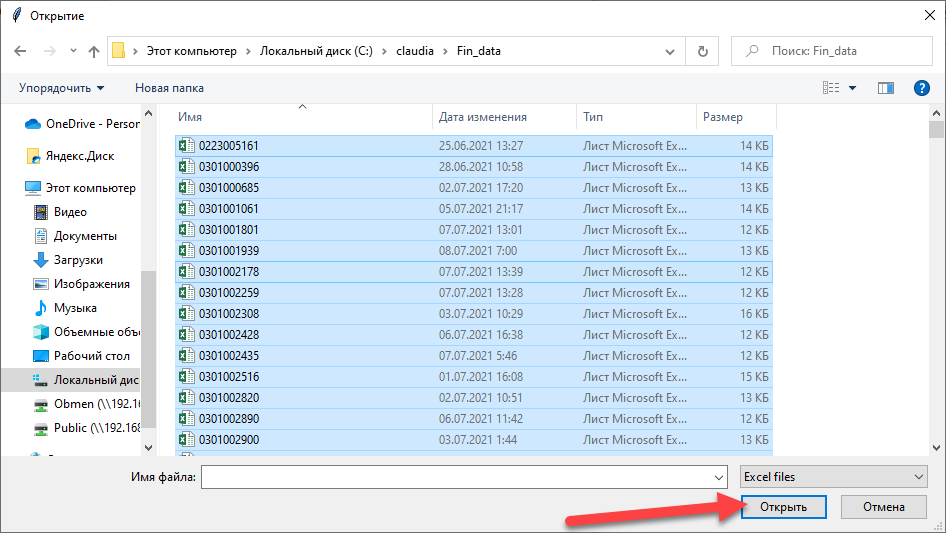 Открытие
Этот компьютер > Локальный диск (C:) > claudia > Fin_data
Поиск: Fin_data
Упорядочить
Новая папка
Имя
Дата изменения
Тип
Размер
OneDrive - Person
Яндекс.Диск
Этот компьютер
Видео
Документы
Загрузки
Изображения
Музыка
Объемные объ
Рабочий стол
Локальный дис
Obmen (\\192.16
Public (\\192.168
0223005161 25.06.2021 13:27 Лист Microsoft Ex... 14 КБ
0301000396 28.06.2021 10:58 Лист Microsoft Ex... 14 КБ
0301000685 02.07.2021 17:20 Лист Microsoft Ex... 13 КБ
0301001061 05.07.2021 21:17 Лист Microsoft Ex... 14 КБ
0301001801 07.07.2021 13:01 Лист Microsoft Ex... 12 КБ
0301001939 08.07.2021 7:00 Лист Microsoft Ex... 13 КБ
0301002178 07.07.2021 13:39 Лист Microsoft Ex... 12 КБ
0301002259 07.07.2021 13:28 Лист Microsoft Ex... 12 КБ
0301002308 03.07.2021 10:29 Лист Microsoft Ex... 16 КБ
0301002428 06.07.2021 16:38 Лист Microsoft Ex... 12 КБ
0301002435 07.07.2021 5:46 Лист Microsoft Ex... 12 КБ
0301002516 01.07.2021 16:08 Лист Microsoft Ex... 15 КБ
0301002820 02.07.2021 10:51 Лист Microsoft Ex... 13 КБ
0301002890 06.07.2021 11:42 Лист Microsoft Ex... 12 КБ
0301002900 03.07.2021 1:44 Лист Microsoft Ex... 13 КБ
Имя файла:
Excel files
Открыть
Отмена